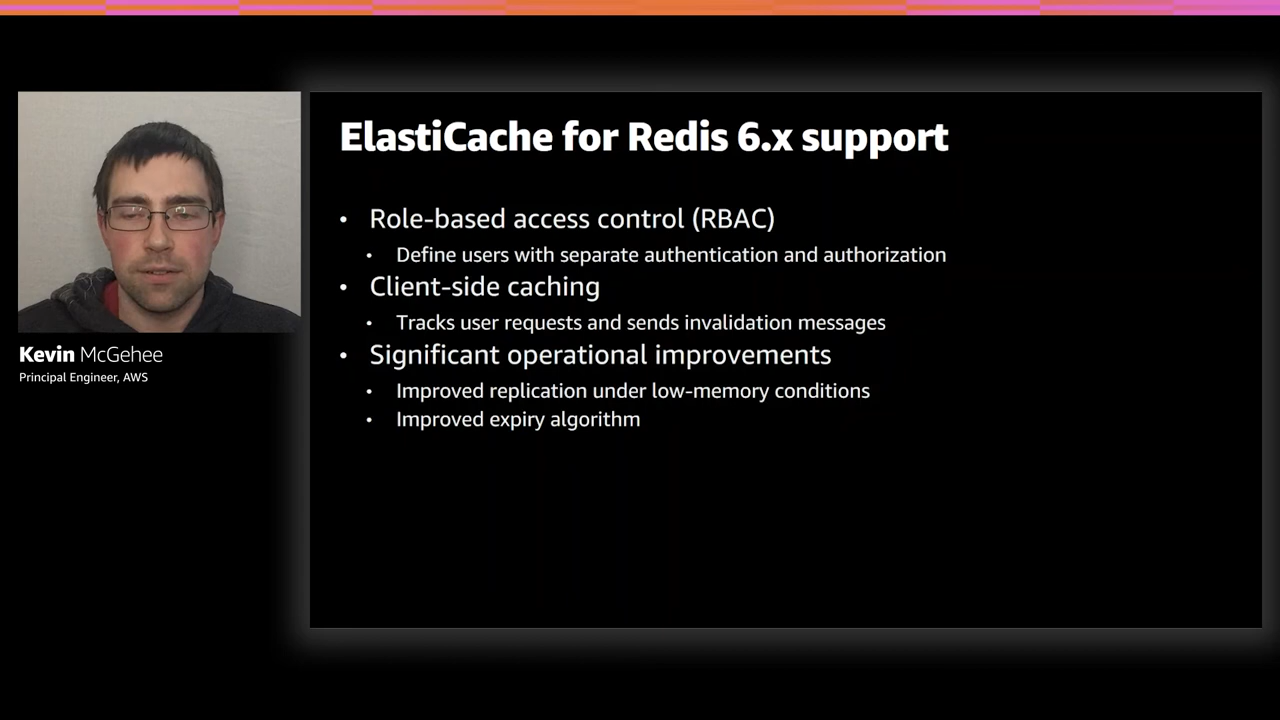 ElastiCache for Redis 6.x support
• Role-based access control (RBAC)
• Define users with separate authentication and authorization
• Client-side caching
• Tracks user requests and sends invalidation messages
• Significant operational improvements
• Improved replication under low-memory conditions
• Improved expiry algorithm
Kevin McGehee
Principal Engineer, AWS